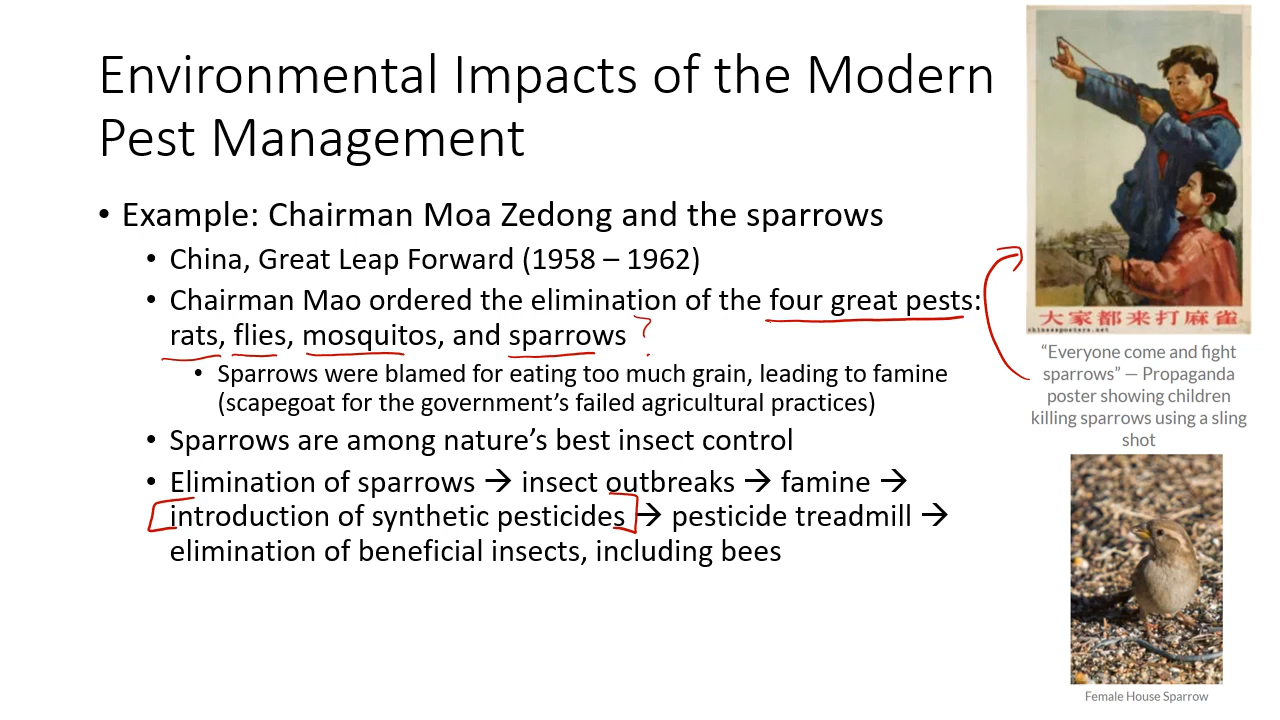 Environmental Impacts of the Modern
Pest Management
• Example: Chairman Moa Zedong and the sparrows
• China, Great Leap Forward (1958 – 1962)
• Chairman Mao ordered the elimination of the four great pests:
rats, flies, mosquitos, and sparrows ?
• Sparrows were blamed for eating too much grain, leading to famine
(scapegoat for the government's failed agricultural practices)
• Sparrows are among nature's best insect control
• Elimination of sparrows → insect outbreaks → famine →
introduction of synthetic pesticides → pesticide treadmill →
elimination of beneficial insects, including bees
大家都来打麻雀
chineseposters.net
“Everyone come and fight
sparrows” — Propaganda
poster showing children
killing sparrows using a sling
shot
Female House Sparrow